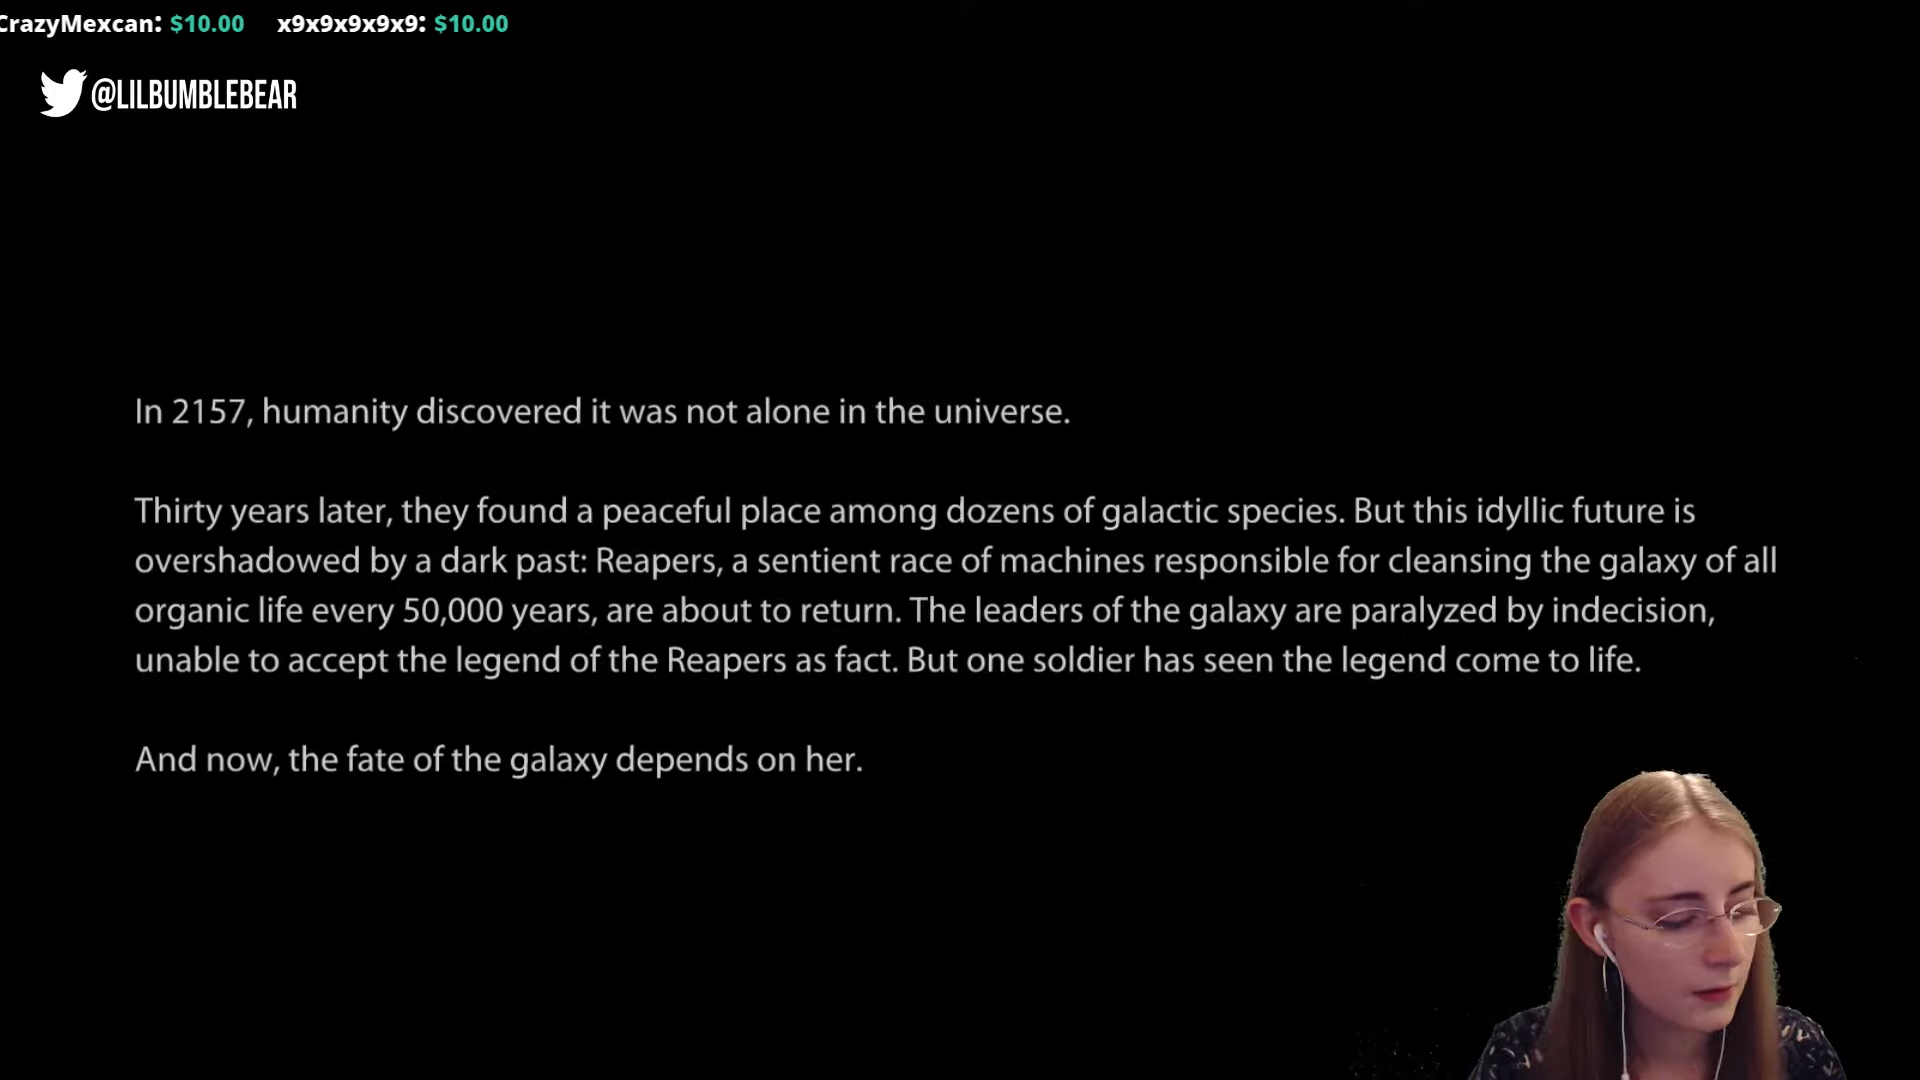 CrazyMexcan: $10.00 x9x9x9x9x9: $10.00
@LILBUMBLEBEAR
In 2157, humanity discovered it was not alone in the universe.
Thirty years later, they found a peaceful place among dozens of galactic species. But this idyllic future is
overshadowed by a dark past: Reapers, a sentient race of machines responsible for cleansing the galaxy of all
organic life every 50,000 years, are about to return. The leaders of the galaxy are paralyzed by indecision,
unable to accept the legend of the Reapers as fact. But one soldier has seen the legend come to life.
And now, the fate of the galaxy depends on her.